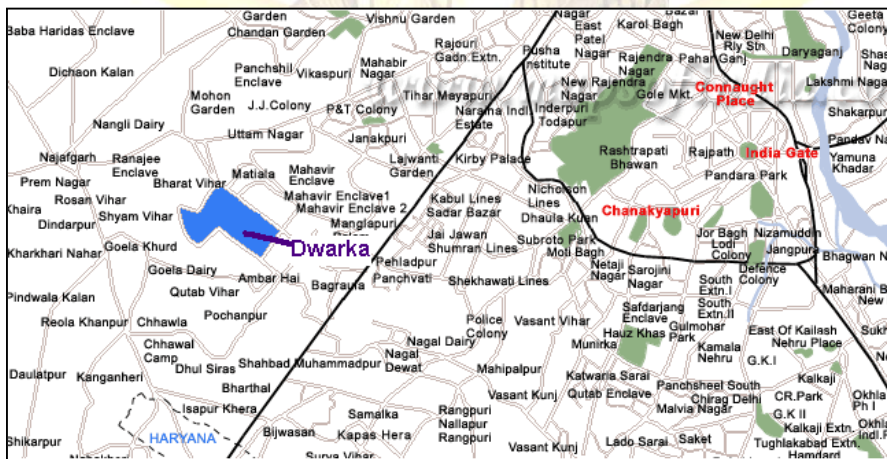 Garden
Chandan Garden
Vishnu Garden
Rajouri
Gadn.Extn.
Nagar
East
Patel
Nagar
Karol Bagh
Bazar
New Delhi
Rly Stn
Geeta
Colony
Baba Haridas Enclave
Daryaganj
Pusha
Institute
Rajendra
Nagar
Pahar Ganj
Dichaon Kalan
Panchshil
Enclave
Vikaspuri
Mahabir
Nagar
New Rajendra
Nagar
Gole Mkt.
Connaught
Place
Lakshmi Nagar
Mohon
Garden
J.J.Colony
P&T Colony
Tihar
Mayapuri
Naraina Indl.
Estate
Inderpuri
Todapur
Shakarpur
Nangli Dairy
Uttam Nagar
Janakpuri
Rashtrapati
Bhawan
Rajpath
India Gate
Pandav Na
Yamuna
Khadar
Najafgarh
Ranajee
Enclave
Lajwanti
Garden
Kirby Palace
Prem Nagar
Bharat Vihar
Matiala
Mahavir
Enclave
Pandara Park
Rosan Vihar
Mahavir Enclave1
Mahavir Enclave 2
Kabul Lines
Sadar Bazar
Nicholson
Lines
Khaira
Dindarpur
Shyam Vihar
Manglapuri
Dhaula Kuan
Chanakyapuri
Jor Bagh
Lodi
Colony
Nizamuddin
Jangpura
Goela Khurd
Dwarka
Jai Jawan
Shumran Lines
Subroto Park
Moti Bagh
Kharkhari Nahar
Pehladpur
Panchvati
Netaji
Nagar
Sarojini
Nagar
Defence
Colony
Bhagwan N
Goela Dairy
Ambar Hai
Bagraula
Shekhawati Lines
South
Extn.I
South
Extn.II
Maharani B
New
Qutab Vihar
Pindwala Kalan
Pochanpur
Safdarjang
Enclave
Reola Khanpur
Chhawla
Police
colony
Vasant Vihar
Hauz Khas
Gulmohar
Park
East Of Kailash
Nehru Place
Sukh
Chhawal
Camp
Nagal Dairy
Munirka
Kamala
Nehru
G.K.I
Daulatpur
Kanganheri
Dhul Siras
Shahbad Muhammadpur
Nagal
Dewat
Mahipalpur
Katwaria Sarai
Qutab Enclave
Panchsheel South
Chirag Delhi
Kalkaji
Bharthal
Vasant Kunj
CR.Park
G.K II
Okhla
Ph I
Isapur Khera
Samalka
Rangpuri
Nallapur
Rangpuri
Malvia Nagar
Kalkaji Extn.
Okhla
Indl.
Shikarpur
HARYANA
Bijwasan
Kapas Hera
Vasant Kunj
Lado Sarai
Saket
Tughlakabad Extn.
Hamdard